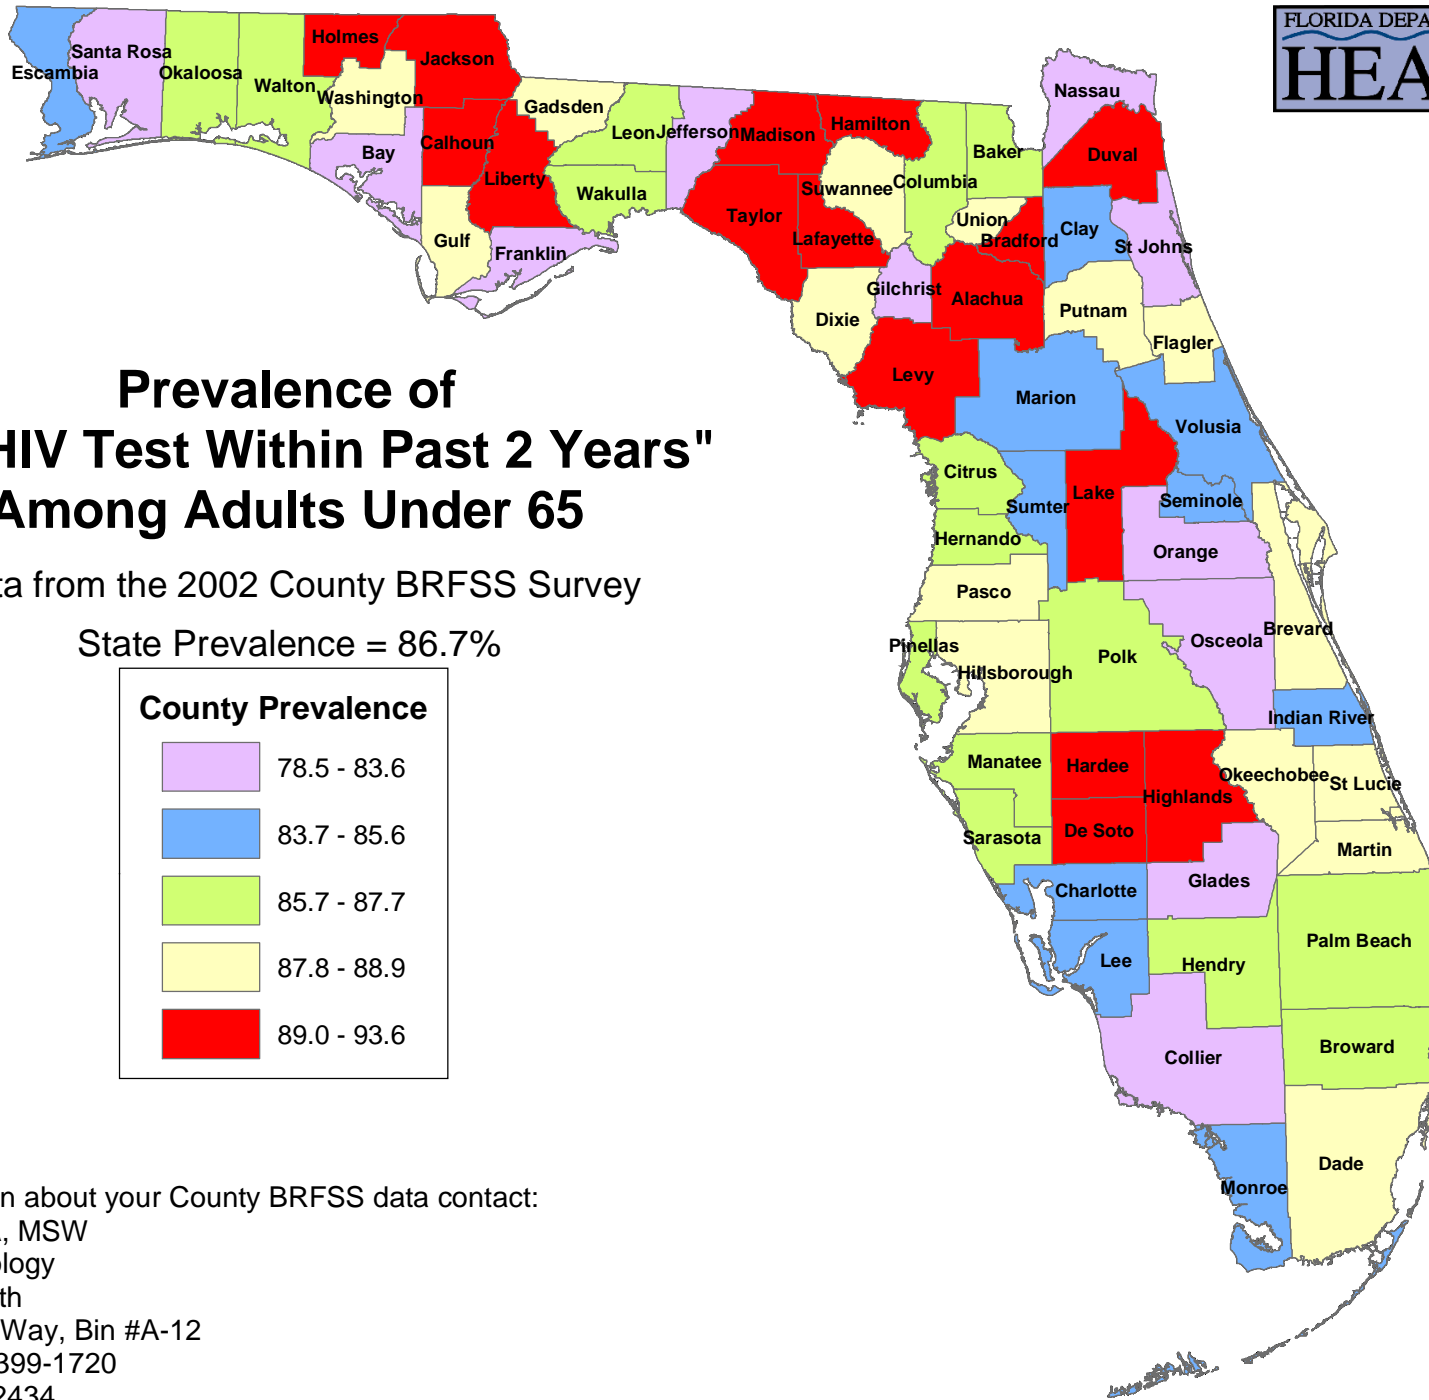 FLORIDA DEPA
HEA
Prevalence of
HIV Test Within Past 2 Years"
Among Adults Under 65
ta from the 2002 County BRFSS Survey
State Prevalence = 86.7%
County Prevalence
78.5 - 83.6
83.7 - 85.6
85.7 - 87.7
87.8 - 88.9
89.0 - 93.6
n about your County BRFSS data contact:
, MSW
ology
th
Way, Bin #A-12
399-1720
2434
Escambia
Santa Rosa
Okaloosa
Walton
Holmes
Washington
Jackson
Bay
Calhoun
Gulf
Liberty
Gadsden
Franklin
Leon
Wakulla
Jefferson
Madison
Taylor
Hamilton
Suwannee
Lafayette
Dixie
Columbia
Gilchrist
Baker
Union
Bradford
Alachua
Levy
Nassau
Duval
Clay
St Johns
Putnam
Flagler
Marion
Volusia
Citrus
Sumter
Lake
Seminole
Hernando
Orange
Pasco
Pinellas
Hillsborough
Polk
Osceola
Brevard
Indian River
Manatee
Hardee
Highlands
Okeechobee
St Lucie
Sarasota
De Soto
Martin
Charlotte
Glades
Lee
Hendry
Palm Beach
Collier
Broward
Monroe
Dade